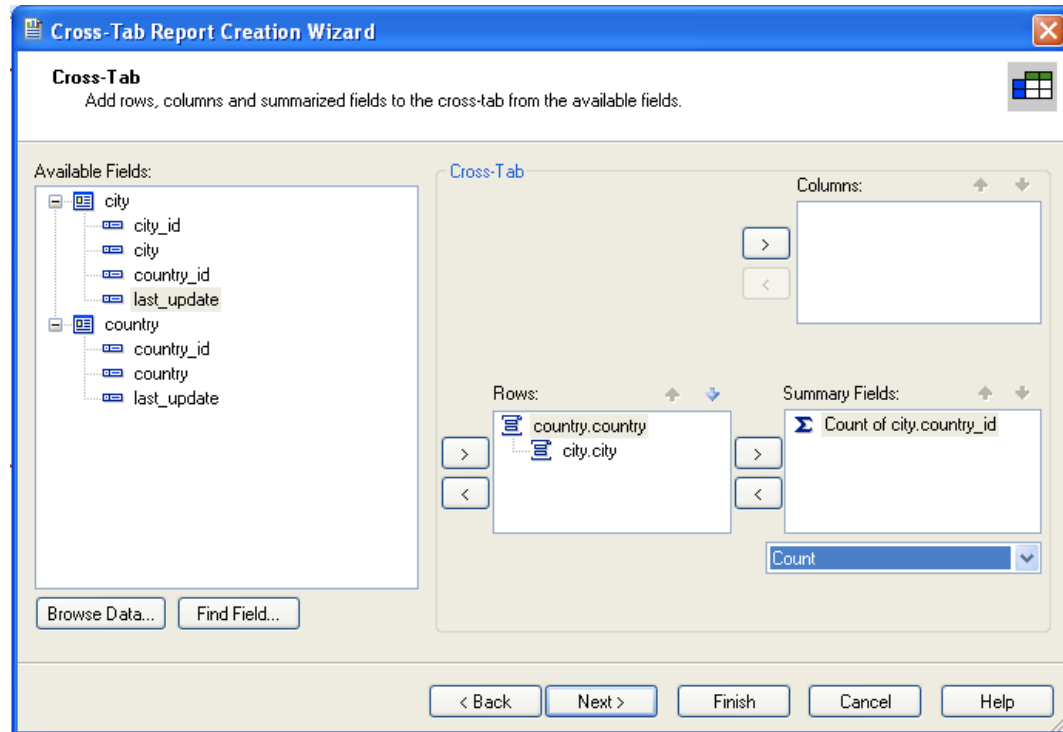 Cross-Tab Report Creation Wizard
Cross-Tab
Add rows, columns and summarized fields to the cross-tab from the available fields.
Available Fields:
city
city_id
city
country_id
last_update
country
country_id
country
last_update
Browse Data...
Find Field...
Cross-Tab
Columns:
>
<
Rows:
country.country
city.city
>
<
Summary Fields:
Σ Count of city.country_id
>
<
Count
< Back
Next >
Finish
Cancel
Help